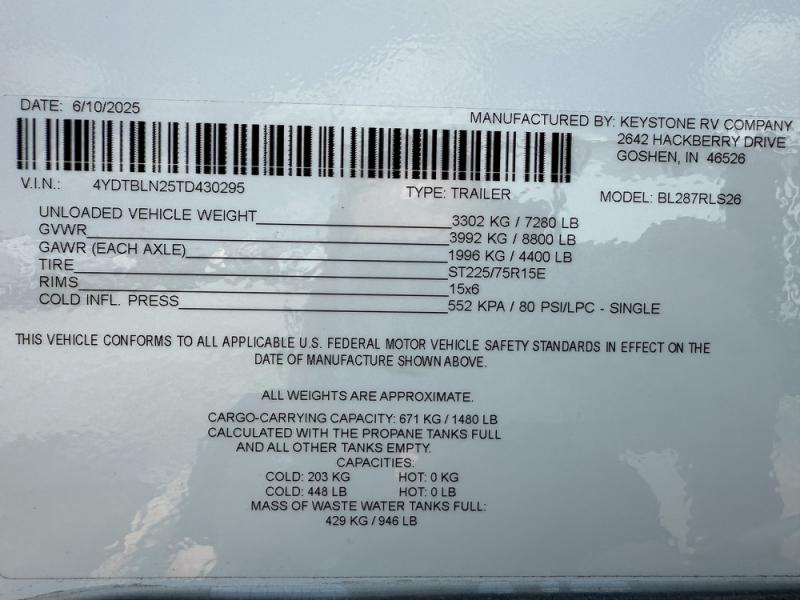 DATE: 6/10/2025
MANUFACTURED BY: KEYSTONE RV COMPANY
2642 HACKBERRY DRIVE
GOSHEN, IN 46526
V.I.N.: 4YDTBLN25TD430295 TYPE: TRAILER MODEL: BL287RLS26
UNLOADED VEHICLE WEIGHT 3302 KG / 7280 LB
GVWR 3992 KG / 8800 LB
GAWR (EACH AXLE) 1996 KG / 4400 LB
TIRE ST225/75R15E
RIMS 15x6
COLD INFL. PRESS 552 KPA / 80 PSI/LPC - SINGLE
THIS VEHICLE CONFORMS TO ALL APPLICABLE U.S. FEDERAL MOTOR VEHICLE SAFETY STANDARDS IN EFFECT ON THE
DATE OF MANUFACTURE SHOWN ABOVE.
ALL WEIGHTS ARE APPROXIMATE.
CARGO-CARRYING CAPACITY: 671 KG / 1480 LB
CALCULATED WITH THE PROPANE TANKS FULL
AND ALL OTHER TANKS EMPTY.
CAPACITIES:
COLD: 203 KG HOT: 0 KG
COLD: 448 LB HOT: 0 LB
MASS OF WASTE WATER TANKS FULL:
429 KG / 946 LB